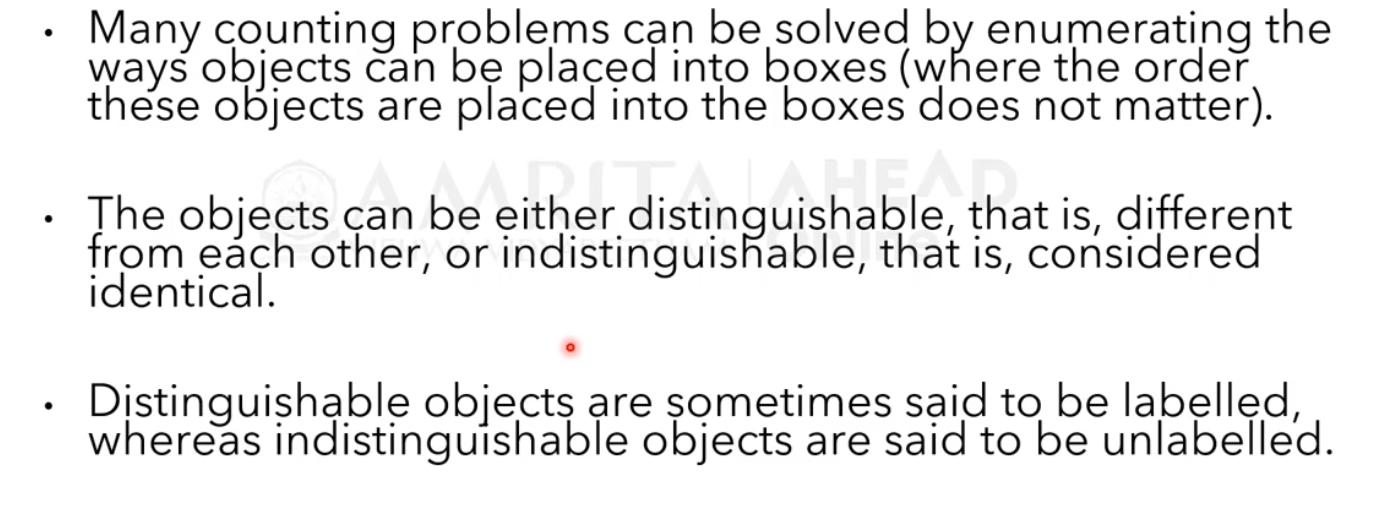 • Many counting problems can be solved by enumerating the
ways objects can be placed into boxes (where the order
these objects are placed into the boxes does not matter).
AMRITA AHEAD
• The objects can be either distinguishable, that is, different
from each other, or indistinguishable, that is, considered
identical.
• Distinguishable objects are sometimes said to be labelled,
whereas indistinguishable objects are said to be unlabelled.